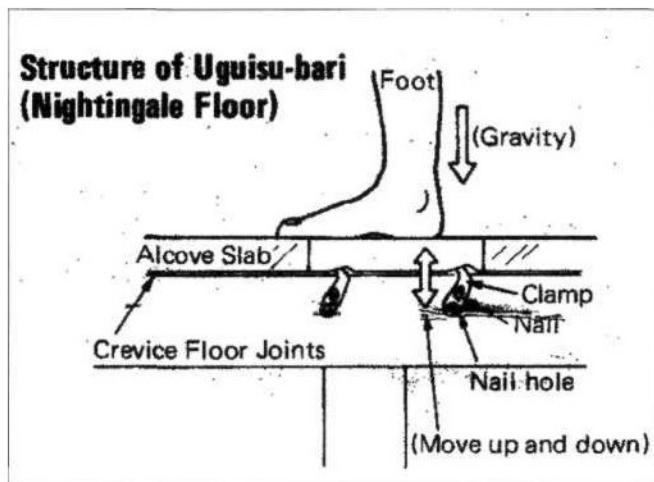 Structure of Uguisu-bari
(Nightingale Floor)
Foot
(Gravity)
Alcove Slab
Clamp
Nail
Crevice Floor Joints
Nail hole
(Move up and down)